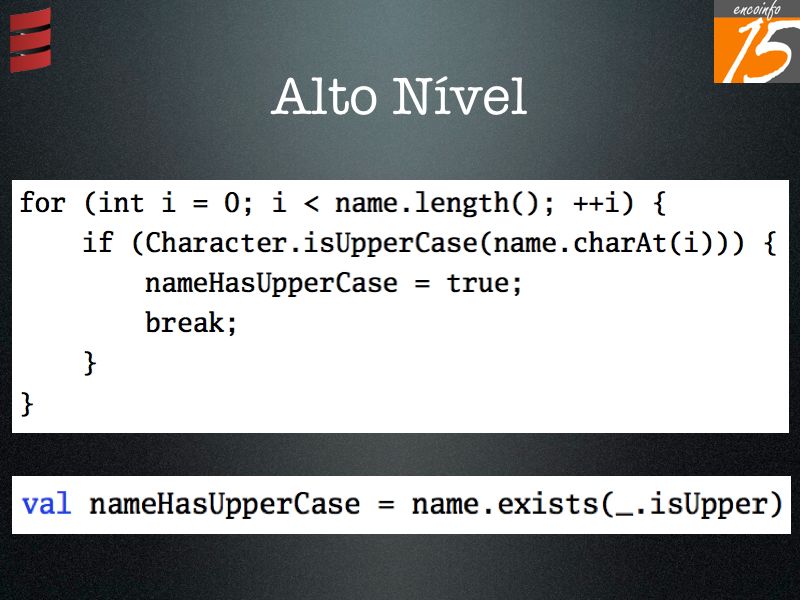 encoinfo
15
Alto Nível
for (int i = 0; i < name.length(); ++i) {
    if (Character.isUpperCase(name.charAt(i))) {
        nameHasUpperCase = true;
        break;
    }
}
val nameHasUpperCase = name.exists(_.isUpper)